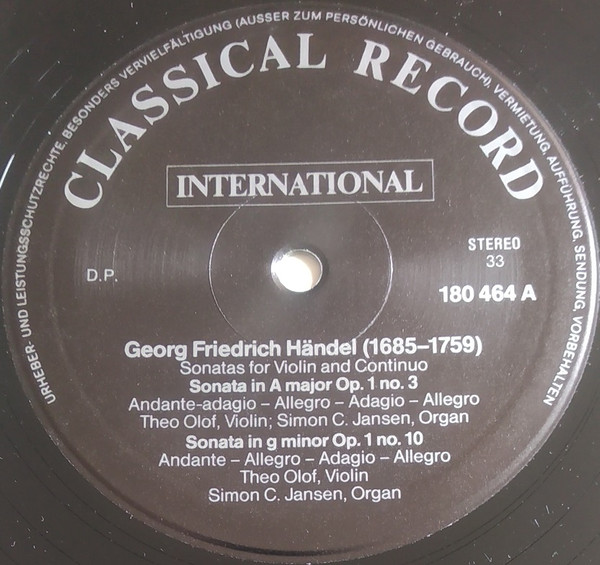 URHEBER- UND LEISTUNGSSCHUTZRECHTE, BESONDERS VERVIELFÄLTIGUNG (AUSSER ZUM PERSÖNLICHEN GEBRAUCH), VERMIETUNG, AUFFÜHRUNG, SENDUNG, VORBEHALTEN
CLASSICAL RECORD
INTERNATIONAL
STEREO
33
D.P.
180 464 A
Georg Friedrich Händel (1685–1759)
Sonatas for Violin and Continuo
Sonata in A major Op. 1 no. 3
Andante-adagio – Allegro – Adagio – Allegro
Theo Olof, Violin; Simon C. Jansen, Organ
Sonata in g minor Op. 1 no. 10
Andante – Allegro – Adagio – Allegro
Theo Olof, Violin
Simon C. Jansen, Organ